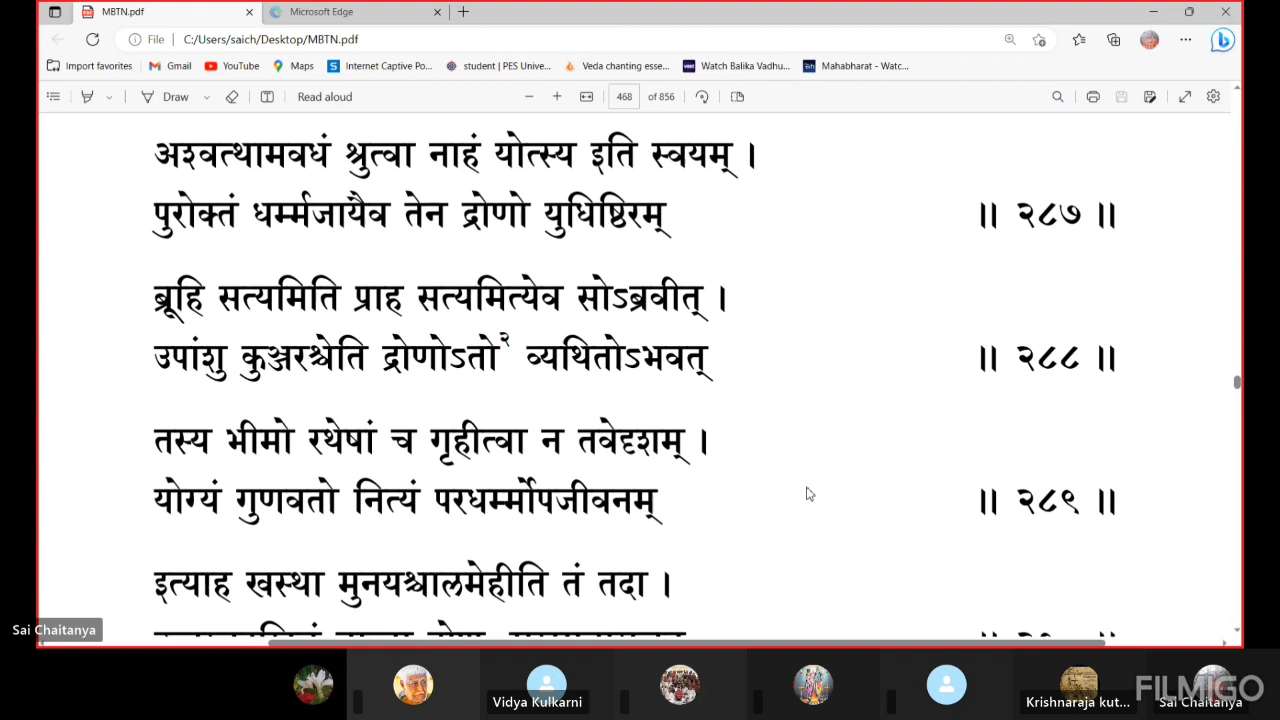 MBTN.pdf
Microsoft Edge
File
C:/Users/saich/Desktop/MBTN.pdf
Import favorites
Gmail
YouTube
Maps
Internet Captive Po...
student | PES Unive...
Veda chanting esse...
Watch Balika Vadhu...
Mahabharat - Watc...
Draw
Read aloud
468 of 856
अश्वत्थामवधं श्रुत्वा नाहं योत्स्य इति स्वयम् ।
पुरोक्तं धर्म्मजायैव तेन द्रोणो युधिष्ठिरम् ॥ २८७ ॥
ब्रूहि सत्यमिति प्राह सत्यमित्येव सोऽब्रवीत् ।
उपांशु कुञ्जरश्चेति द्रोणोऽतो२ व्यथितोऽभवत् ॥ २८८ ॥
तस्य भीमो रथेषां च गृहीत्वा न तवेदृशम् ।
योग्यं गुणवतो नित्यं परधर्म्मोपजीवनम् ॥ २८९ ॥
इत्याह खस्था मुनयश्चालमेहीति तं तदा ।
Sai Chaitanya
Vidya Kulkarni
Krishnaraja kut...
Sai Chaitanya
FILMIGO